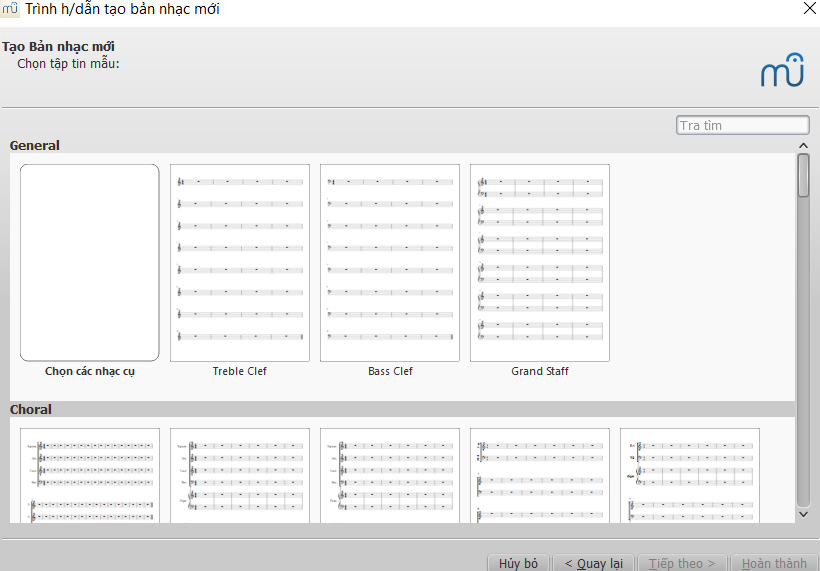 Trình h/dẫn tạo bản nhạc mới
Tạo Bản nhạc mới
Chọn tập tin mẫu:
Tra tìm
General
Chọn các nhạc cụ
Treble Clef
Bass Clef
Grand Staff
Choral
Hủy bỏ
< Quay lại
Tiếp theo >
Hoàn thành